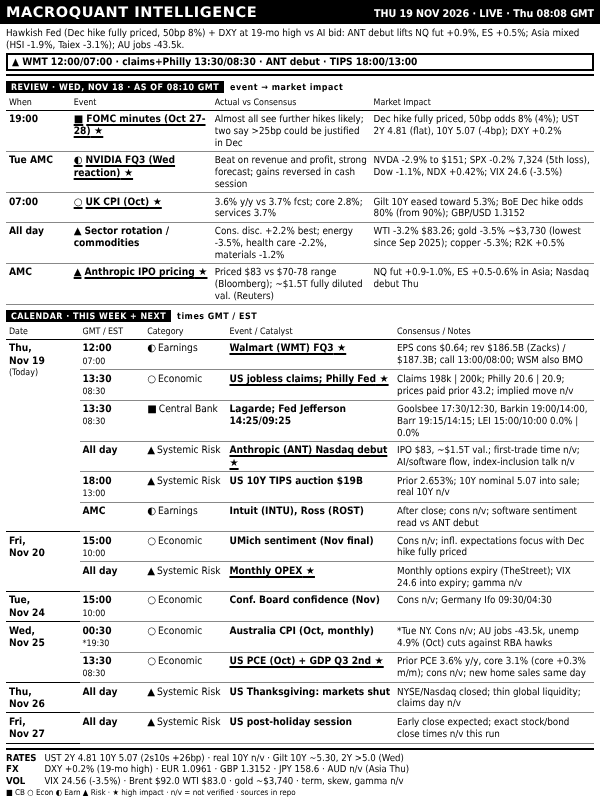 MACROQUANT INTELLIGENCE THU 19 NOV 2026 · LIVE · Thu 08:08 GMT
Hawkish Fed (Dec hike fully priced, 50bp 8%) + DXY at 19-mo high vs AI bid: ANT debut lifts NQ fut +0.9%, ES +0.5%; Asia mixed
(HSI -1.9%, Taiex -3.1%); AU jobs -43.5k.
▲ WMT 12:00/07:00 · claims+Philly 13:30/08:30 · ANT debut · TIPS 18:00/13:00
REVIEW · WED, NOV 18 · AS OF 08:10 GMT event → market impact
When Event Actual vs Consensus Market Impact
19:00 ■ FOMC minutes (Oct 27-28) ★ Almost all see further hikes likely; two say >25bp could be justified in Dec Dec hike fully priced, 50bp odds 8% (4%); UST 2Y 4.81 (flat), 10Y 5.07 (-4bp); DXY +0.2%
Tue AMC ◐ NVIDIA FQ3 (Wed reaction) ★ Beat on revenue and profit, strong forecast; gains reversed in cash session NVDA -2.9% to $151; SPX -0.2% 7,324 (5th loss), Dow -1.1%, NDX +0.42%; VIX 24.6 (-3.5%)
07:00 ○ UK CPI (Oct) ★ 3.6% y/y vs 3.7% fcst; core 2.8%; services 3.7% Gilt 10Y eased toward 5.3%; BoE Dec hike odds 80% (from 90%); GBP/USD 1.3152
All day ▲ Sector rotation / commodities Cons. disc. +2.2% best; energy -3.5%, health care -2.2%, materials -1.2% WTI -3.2% $83.26; gold -3.5% ~$3,730 (lowest since Sep 2025); copper -5.3%; R2K +0.5%
AMC ▲ Anthropic IPO pricing ★ Priced $83 vs $70-78 range (Bloomberg); ~$1.5T fully diluted val. (Reuters) NQ fut +0.9-1.0%, ES +0.5-0.6% in Asia; Nasdaq debut Thu
CALENDAR · THIS WEEK + NEXT times GMT / EST
Date GMT / EST Category Event / Catalyst Consensus / Notes
Thu, Nov 19 (Today) 12:00 07:00 ◐ Earnings Walmart (WMT) FQ3 ★ EPS cons $0.64; rev $186.5B (Zacks) / $187.3B; call 13:00/08:00; WSM also BMO
13:30 08:30 ○ Economic US jobless claims; Philly Fed ★ Claims 198k | 200k; Philly 20.6 | 20.9; prices paid prior 43.2; implied move n/v
13:30 08:30 ■ Central Bank Lagarde; Fed Jefferson 14:25/09:25 Goolsbee 17:30/12:30, Barkin 19:00/14:00, Barr 19:15/14:15; LEI 15:00/10:00 0.0% | 0.0%
All day ▲ Systemic Risk Anthropic (ANT) Nasdaq debut ★ IPO $83, ~$1.5T val.; first-trade time n/v; AI/software flow, index-inclusion talk n/v
18:00 13:00 ▲ Systemic Risk US 10Y TIPS auction $19B Prior 2.653%; 10Y nominal 5.07 into sale; real 10Y n/v
AMC ◐ Earnings Intuit (INTU), Ross (ROST) After close; cons n/v; software sentiment read vs ANT debut
Fri, Nov 20 15:00 10:00 ○ Economic UMich sentiment (Nov final) Cons n/v; infl. expectations focus with Dec hike fully priced
All day ▲ Systemic Risk Monthly OPEX ★ Monthly options expiry (TheStreet); VIX 24.6 into expiry; gamma n/v
Tue, Nov 24 15:00 10:00 ○ Economic Conf. Board confidence (Nov) Cons n/v; Germany Ifo 09:30/04:30
Wed, Nov 25 00:30 *19:30 ○ Economic Australia CPI (Oct, monthly) *Tue NY. Cons n/v; AU jobs -43.5k, unemp 4.9% (Oct) cuts against RBA hawks
13:30 08:30 ○ Economic US PCE (Oct) + GDP Q3 2nd ★ Prior PCE 3.6% y/y, core 3.1% (core +0.3% m/m); cons n/v; new home sales same day
Thu, Nov 26 All day ▲ Systemic Risk US Thanksgiving: markets shut NYSE/Nasdaq closed; thin global liquidity; claims day n/v
Fri, Nov 27 All day ▲ Systemic Risk US post-holiday session Early close expected; exact stock/bond close times n/v this run
RATES UST 2Y 4.81 10Y 5.07 (2s10s +26bp) · real 10Y n/v · Gilt 10Y ~5.30, 2Y >5.0 (Wed)
FX DXY +0.2% (19-mo high) · EUR 1.0961 · GBP 1.3152 · JPY 158.6 · AUD n/v (Asia Thu)
VOL VIX 24.56 (-3.5%) · Brent $92.0 WTI $83.0 · gold ~$3,740 · term, skew, gamma n/v
■ CB ○ Econ ◐ Earn ▲ Risk · ★ high impact · n/v = not verified · sources in repo